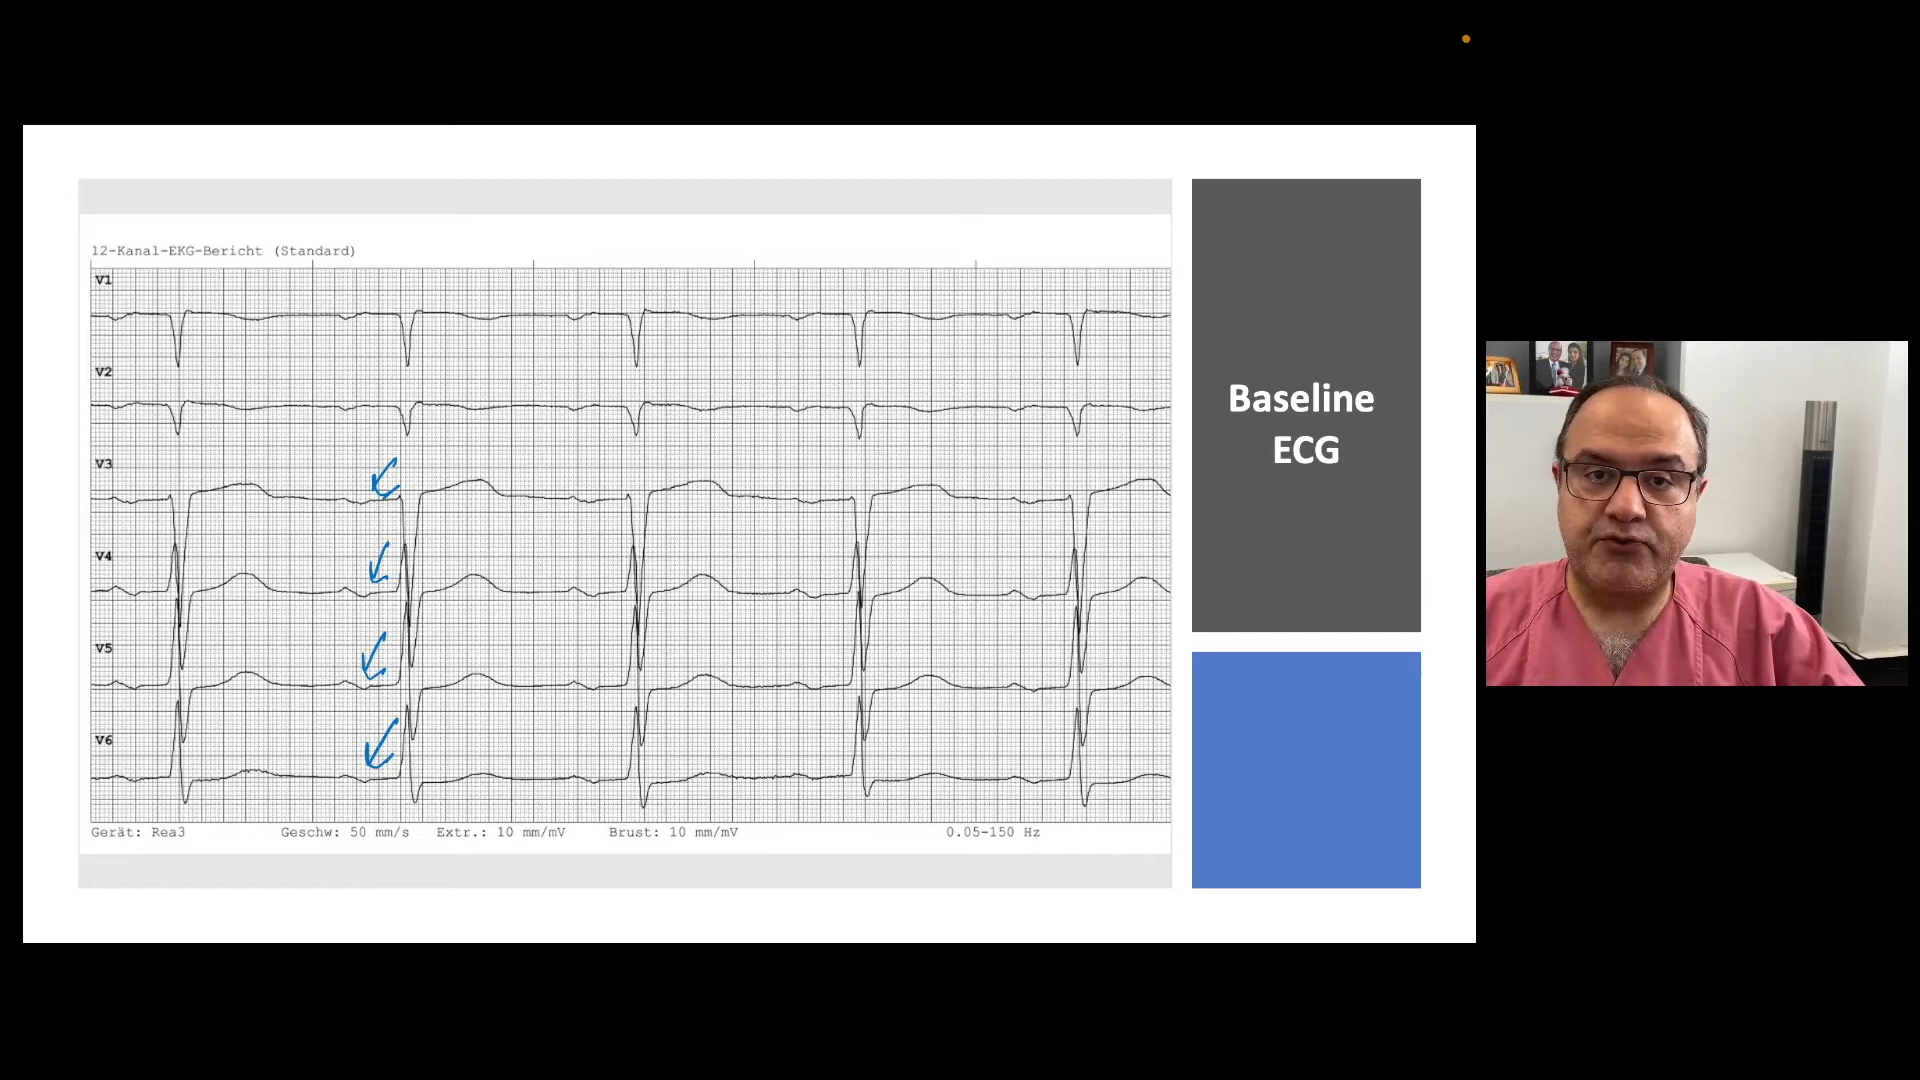 12-Kanal-EKG-Bericht (Standard)
V1
V2
V3
V4
V5
V6
Gerät: Rea3 Geschw: 50 mm/s Extr.: 10 mm/mV Brust: 10 mm/mV 0.05-150 Hz
Baseline
ECG